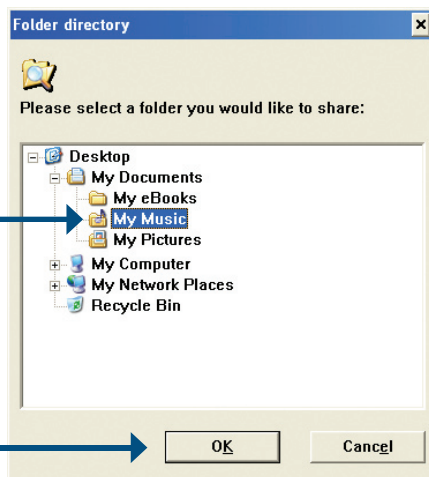 Folder directory
Please select a folder you would like to share:
Desktop
My Documents
My eBooks
My Music
My Pictures
My Computer
My Network Places
Recycle Bin
OK
Cancel